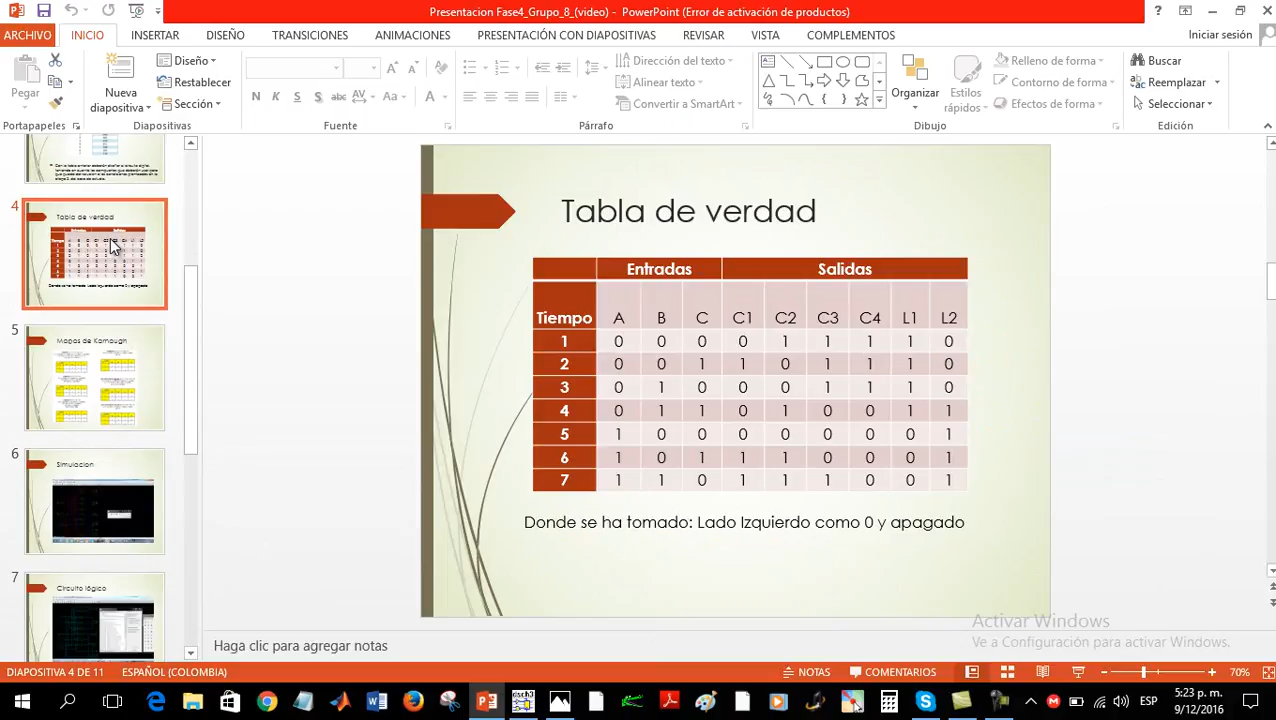 Presentacion Fase4_Grupo_8_(video) - PowerPoint (Error de activación de productos)
ARCHIVO INICIO INSERTAR DISEÑO TRANSICIONES ANIMACIONES PRESENTACIÓN CON DIAPOSITIVAS REVISAR VISTA COMPLEMENTOS Iniciar sesión
Pegar
Nueva diapositiva
Diseño
Restablecer
Sección
N K S S abc AV Aa A
Dirección del texto
Alinear texto
Convertir a SmartArt
Organizar
Estilos rápidos
Relleno de forma
Contorno de forma
Efectos de forma
Buscar
Reemplazar
Seleccionar
Portapapeles Diapositivas Fuente Párrafo Dibujo Edición
4
Tabla de verdad
5
Mapas de Karnaugh
6
Simulacion
7
Circuito lógico
Tabla de verdad
Entradas Salidas
Tiempo A B C C1 C2 C3 C4 L1 L2
1 0 0 0 0 1 1 1 1 0
2 0 0 1 1 1 1 1 1 0
3 0 1 0 0 0 1 1 1 0
4 0 1 1 0 1 0 0 1 1
5 1 0 0 0 0 0 0 0 1
6 1 0 1 1 1 0 0 0 1
7 1 1 0 1 1 1 0 0 1
Donde se ha tomado: Lado Izquierdo como 0 y apagado
Activar Windows
Ve a Configuración para activar Windows.
Haga clic para agregar notas
DIAPOSITIVA 4 DE 11 ESPAÑOL (COLOMBIA) NOTAS COMENTARIOS 70%
ESP
5:23 p. m.
9/12/2016